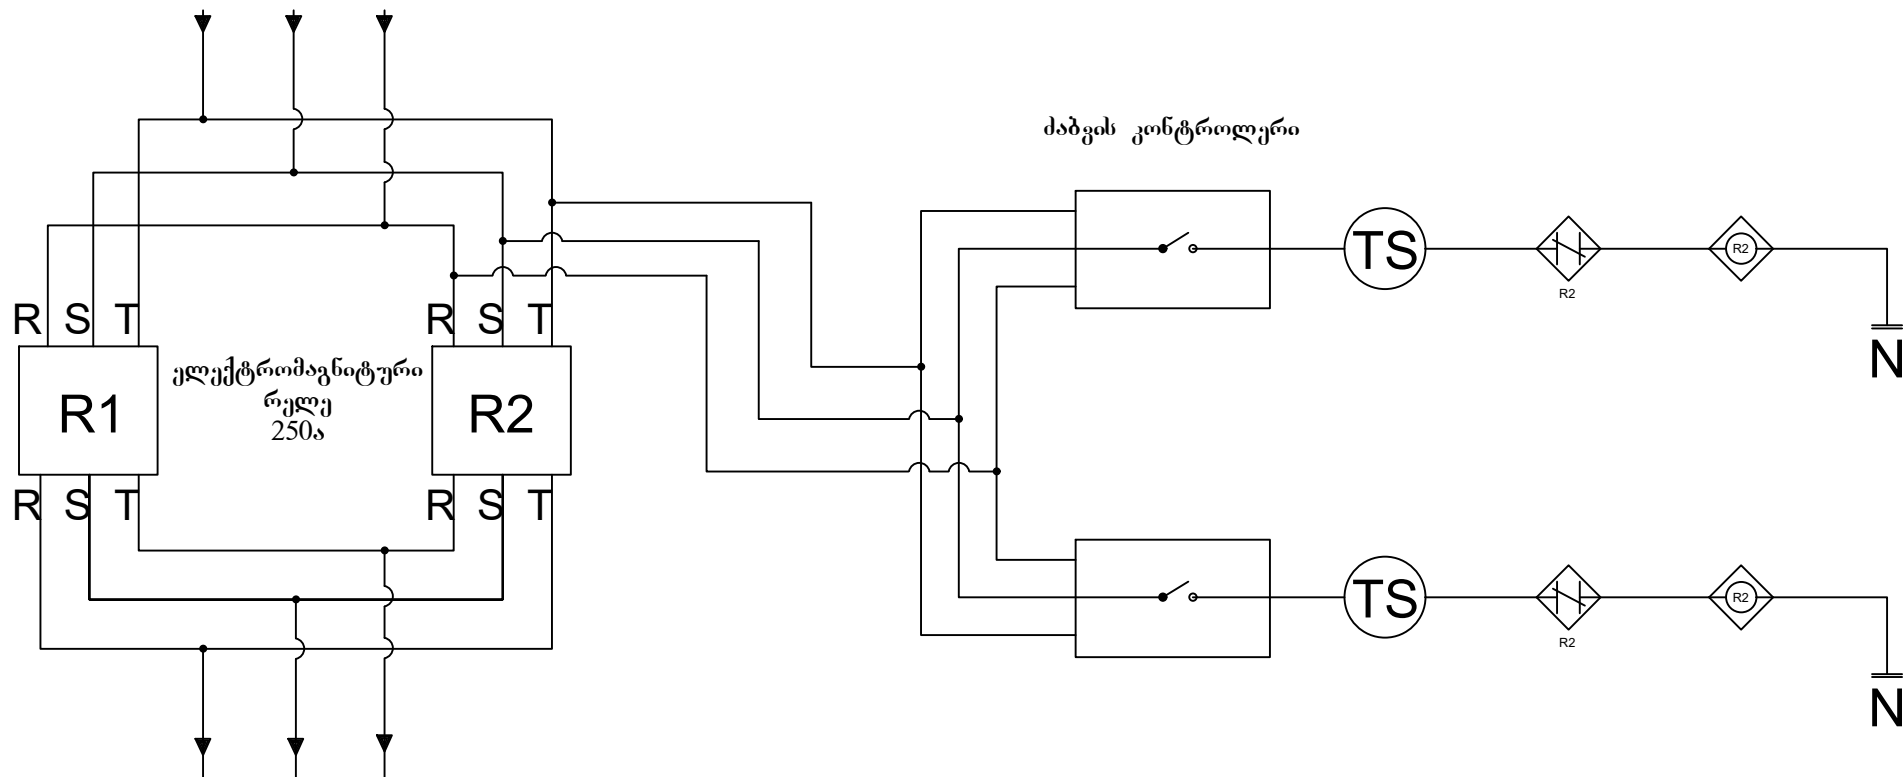 ძაბვის კონტროლერი
TS
R2
R2
N
R S T
R S T
ელექტრომაგნიტური
რელე
250ა
R1
R2
R S T
R S T
TS
R2
R2
N